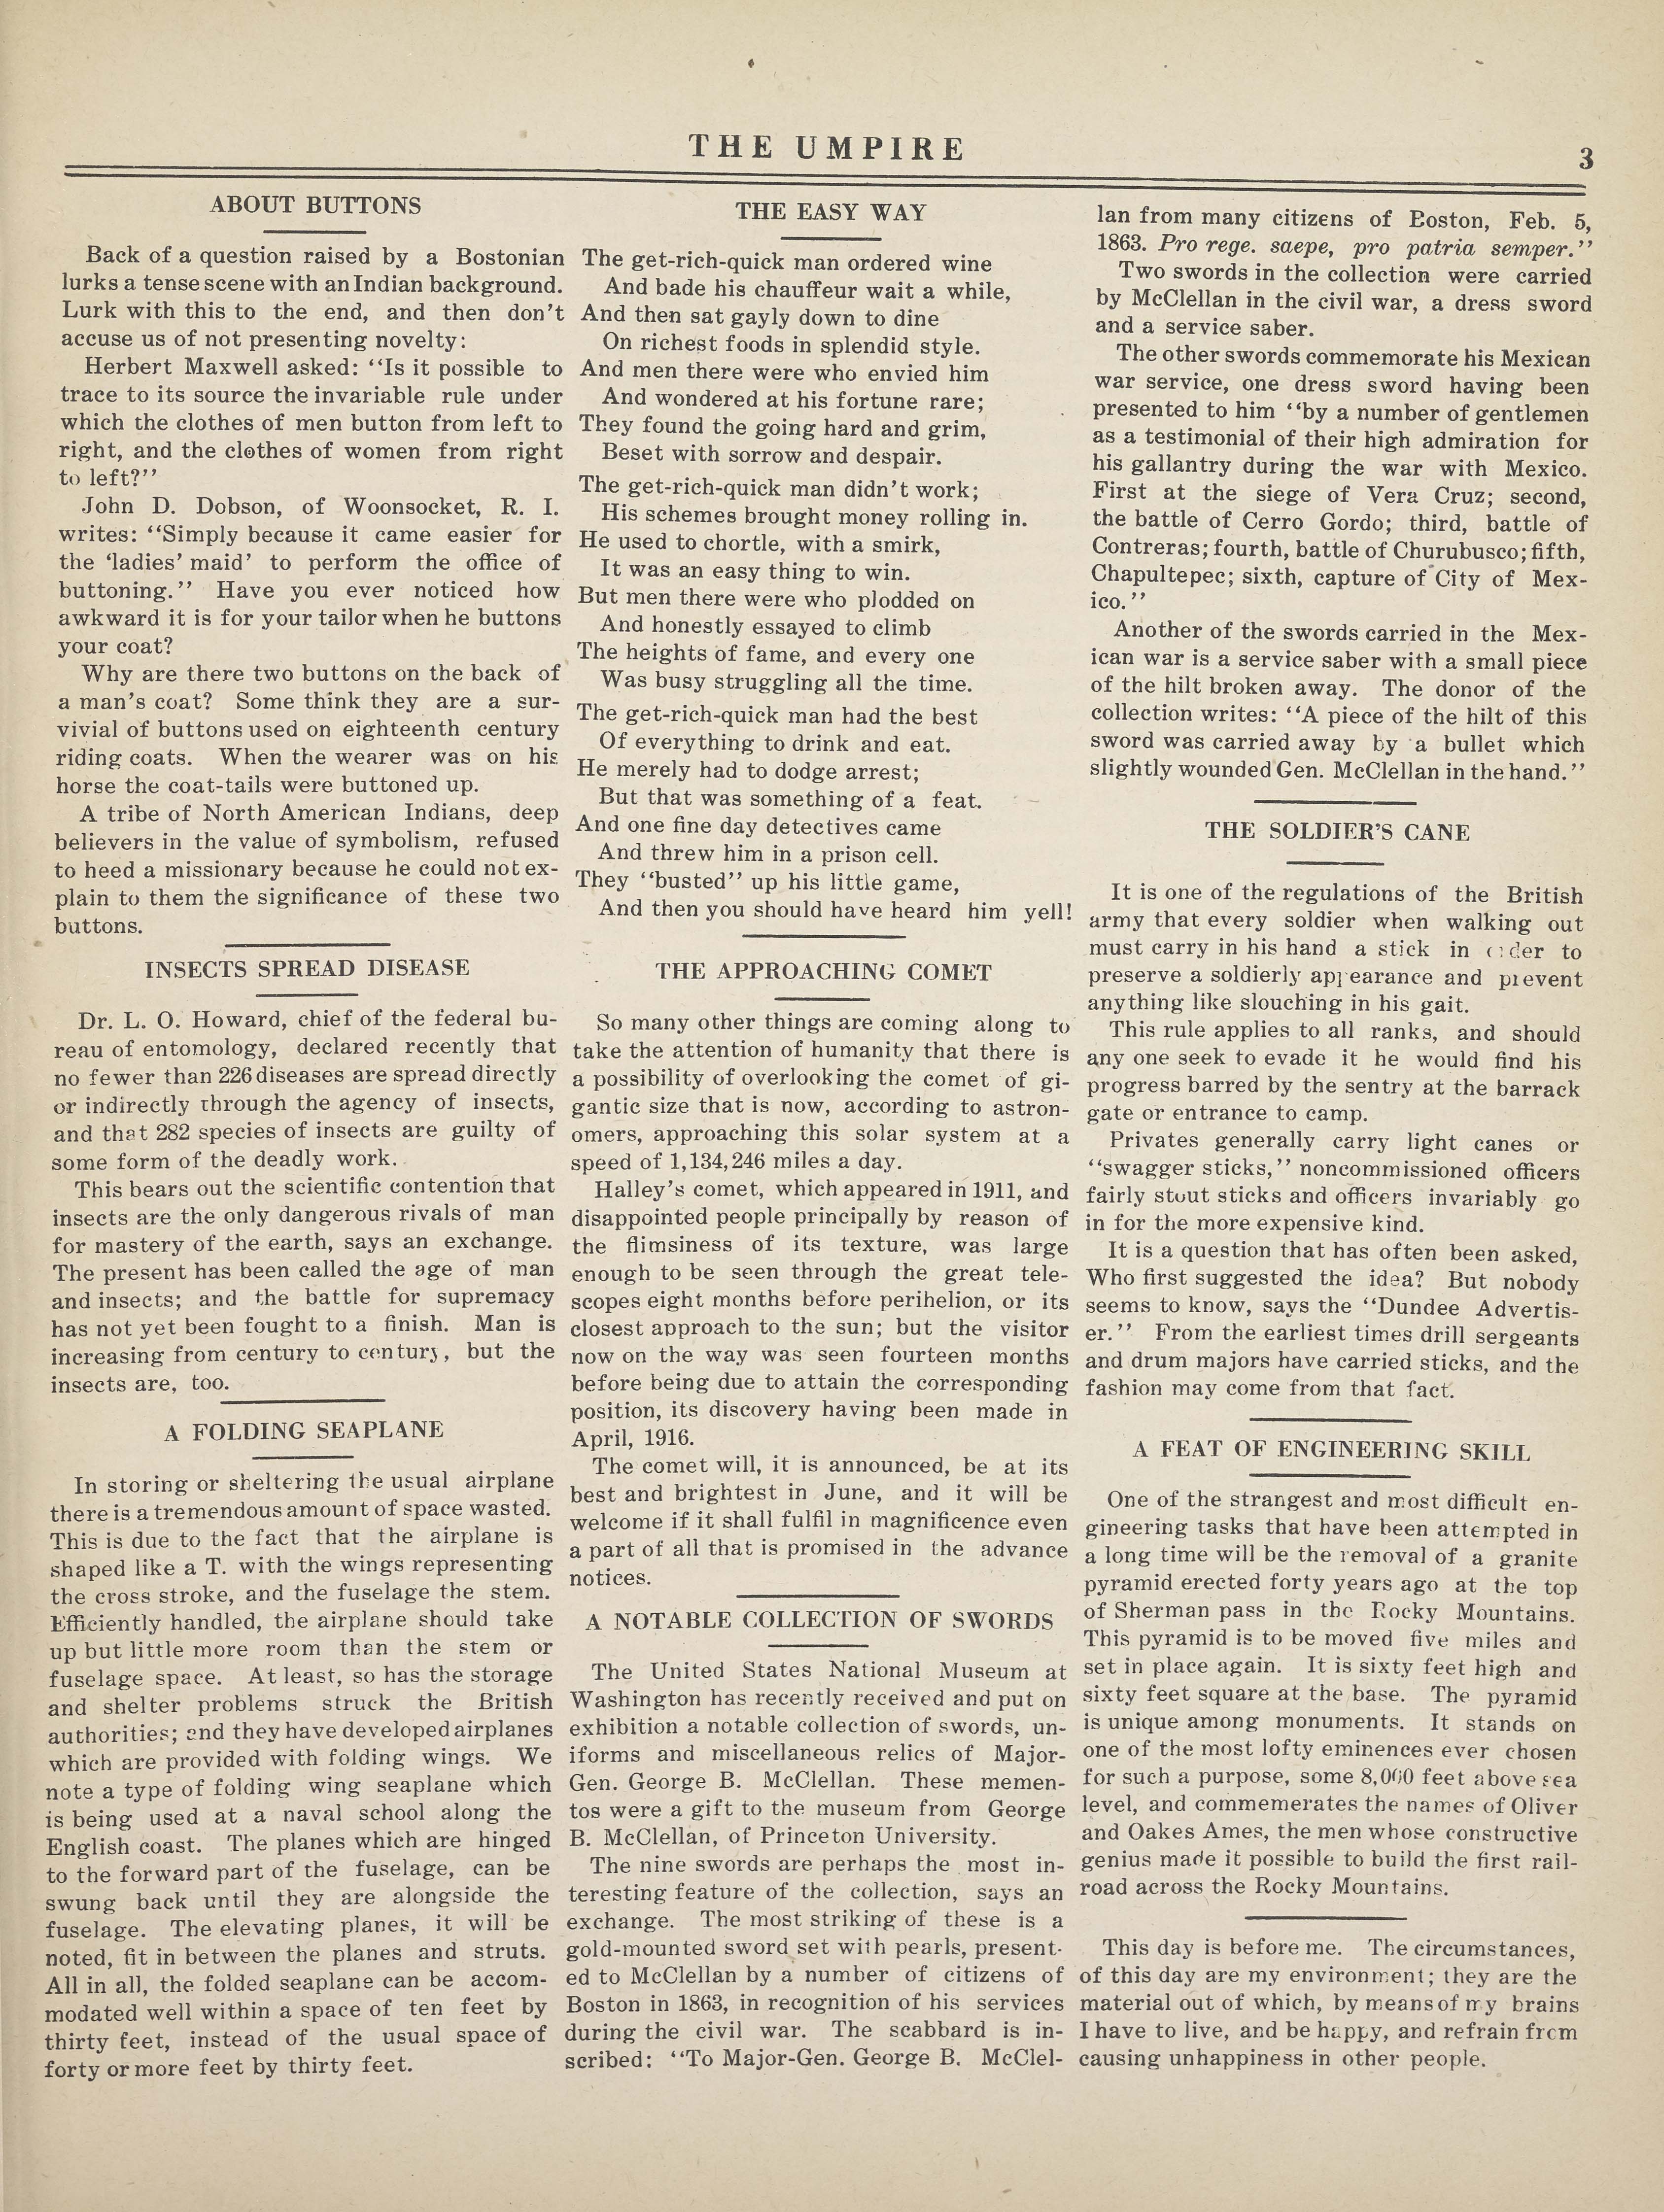 THE UMPIRE
3
ABOUT BUTTONS
Back of a question raised by a Bostonian
lurks a tense scene with an Indian background.
Lurk with this to the end, and then don't
accuse us of not presenting novelty:
Herbert Maxwell asked: "Is it possible to
trace to its source the invariable rule under
which the clothes of men button from left to
right, and the clothes of women from right
to left?"
John D. Dobson, of Woonsocket, R. I.
writes: "Simply because it came easier for
the 'ladies' maid' to perform the office of
buttoning." Have you ever noticed how
awkward it is for your tailor when he buttons
your coat?
Why are there two buttons on the back of
a man's coat? Some think they are a sur-
vivial of buttons used on eighteenth century
riding coats. When the wearer was on his
horse the coat-tails were buttoned up.
A tribe of North American Indians, deep
believers in the value of symbolism, refused
to heed a missionary because he could not ex-
plain to them the significance of these two
buttons.
INSECTS SPREAD DISEASE
Dr. L. O. Howard, chief of the federal bu-
reau of entomology, declared recently that
no fewer than 226 diseases are spread directly
or indirectly through the agency of insects,
and that 282 species of insects are guilty of
some form of the deadly work.
This bears out the scientific contention that
insects are the only dangerous rivals of man
for mastery of the earth, says an exchange.
The present has been called the age of man
and insects; and the battle for supremacy
has not yet been fought to a finish. Man is
increasing from century to century, but the
insects are, too.
A FOLDING SEAPLANE
In storing or sheltering the usual airplane
there is a tremendous amount of space wasted.
This is due to the fact that the airplane is
shaped like a T. with the wings representing
the cross stroke, and the fuselage the stem.
Efficiently handled, the airplane should take
up but little more room than the stem or
fuselage space. At least, so has the storage
and shelter problems struck the British
authorities; and they have developed airplanes
which are provided with folding wings. We
note a type of folding wing seaplane which
is being used at a naval school along the
English coast. The planes which are hinged
to the forward part of the fuselage, can be
swung back until they are alongside the
fuselage. The elevating planes, it will be
noted, fit in between the planes and struts.
All in all, the folded seaplane can be accom-
modated well within a space of ten feet by
thirty feet, instead of the usual space of
forty or more feet by thirty feet.
THE EASY WAY
The get-rich-quick man ordered wine
And bade his chauffeur wait a while,
And then sat gayly down to dine
On richest foods in splendid style.
And men there were who envied him
And wondered at his fortune rare;
They found the going hard and grim,
Beset with sorrow and despair.
The get-rich-quick man didn't work;
His schemes brought money rolling in.
He used to chortle, with a smirk,
It was an easy thing to win.
But men there were who plodded on
And honestly essayed to climb
The heights of fame, and every one
Was busy struggling all the time.
The get-rich-quick man had the best
Of everything to drink and eat.
He merely had to dodge arrest;
But that was something of a feat.
And one fine day detectives came
And threw him in a prison cell.
They "busted" up his little game,
And then you should have heard him yell!
THE APPROACHING COMET
So many other things are coming along to
take the attention of humanity that there is
a possibility of overlooking the comet of gi-
gantic size that is now, according to astron-
omers, approaching this solar system at a
speed of 1,134,246 miles a day.
Halley's comet, which appeared in 1911, and
disappointed people principally by reason of
the flimsiness of its texture, was large
enough to be seen through the great tele-
scopes eight months before perihelion, or its
closest approach to the sun; but the visitor
now on the way was seen fourteen months
before being due to attain the corresponding
position, its discovery having been made in
April, 1916.
The comet will, it is announced, be at its
best and brightest in June, and it will be
welcome if it shall fulfil in magnificence even
a part of all that is promised in the advance
notices.
A NOTABLE COLLECTION OF SWORDS
The United States National Museum at
Washington has recently received and put on
exhibition a notable collection of swords, un-
iforms and miscellaneous relics of Major-
Gen. George B. McClellan. These memen-
tos were a gift to the museum from George
B. McClellan, of Princeton University.
The nine swords are perhaps the most in-
teresting feature of the collection, says an
exchange. The most striking of these is a
gold-mounted sword set with pearls, present-
ed to McClellan by a number of citizens of
Boston in 1863, in recognition of his services
during the civil war. The scabbard is in-
scribed: "To Major-Gen. George B. McClel-
lan from many citizens of Boston, Feb. 5,
1863. Pro rege. saepe, pro patria semper."
Two swords in the collection were carried
by McClellan in the civil war, a dress sword
and a service saber.
The other swords commemorate his Mexican
war service, one dress sword having been
presented to him "by a number of gentlemen
as a testimonial of their high admiration for
his gallantry during the war with Mexico.
First at the siege of Vera Cruz; second,
the battle of Cerro Gordo; third, battle of
Contreras; fourth, battle of Churubusco; fifth,
Chapultepec; sixth, capture of City of Mex-
ico."
Another of the swords carried in the Mex-
ican war is a service saber with a small piece
of the hilt broken away. The donor of the
collection writes: "A piece of the hilt of this
sword was carried away by a bullet which
slightly wounded Gen. McClellan in the hand."
THE SOLDIER'S CANE
It is one of the regulations of the British
army that every soldier when walking out
must carry in his hand a stick in order to
preserve a soldierly appearance and prevent
anything like slouching in his gait.
This rule applies to all ranks, and should
any one seek to evade it he would find his
progress barred by the sentry at the barrack
gate or entrance to camp.
Privates generally carry light canes or
"swagger sticks," noncommissioned officers
fairly stout sticks and officers invariably go
in for the more expensive kind.
It is a question that has often been asked,
Who first suggested the idea? But nobody
seems to know, says the "Dundee Advertis-
er." From the earliest times drill sergeants
and drum majors have carried sticks, and the
fashion may come from that fact.
A FEAT OF ENGINEERING SKILL
One of the strangest and most difficult en-
gineering tasks that have been attempted in
a long time will be the removal of a granite
pyramid erected forty years ago at the top
of Sherman pass in the Rocky Mountains.
This pyramid is to be moved five miles and
set in place again. It is sixty feet high and
sixty feet square at the base. The pyramid
is unique among monuments. It stands on
one of the most lofty eminences ever chosen
for such a purpose, some 8,000 feet above sea
level, and commemerates the names of Oliver
and Oakes Ames, the men whose constructive
genius made it possible to build the first rail-
road across the Rocky Mountains.
This day is before me. The circumstances,
of this day are my environment; they are the
material out of which, by means of my brains
I have to live, and be happy, and refrain from
causing unhappiness in other people.